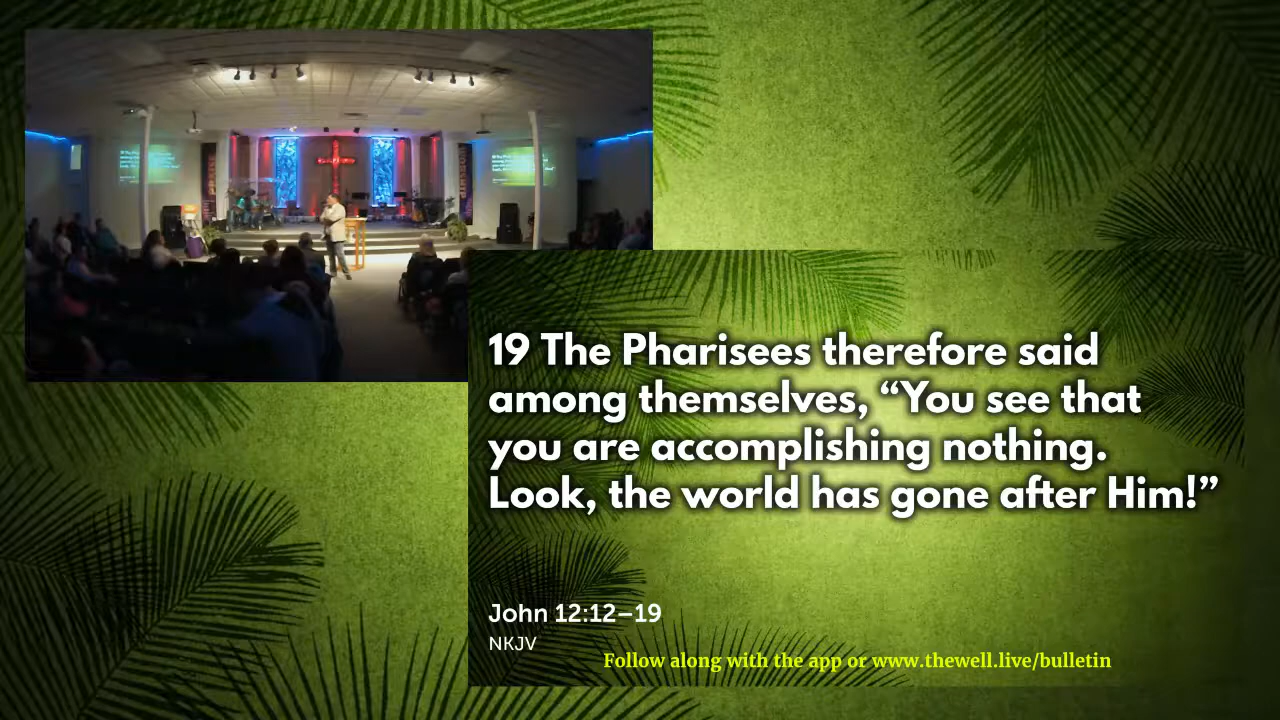 19 The Pharisees therefore said
among themselves, “You see that
you are accomplishing nothing.
Look, the world has gone after Him!”
John 12:12–19
NKJV
Follow along with the app or www.thewell.live/bulletin